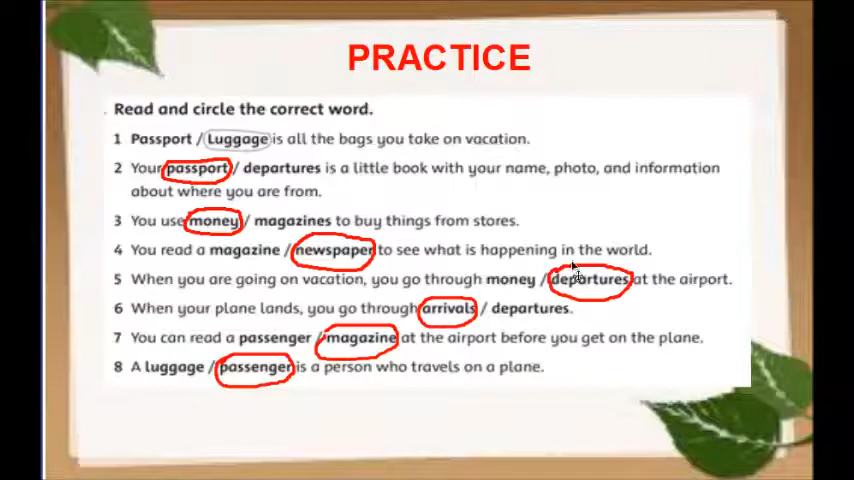 PRACTICE
Read and circle the correct word.
1 Passport / Luggage is all the bags you take on vacation.
2 Your passport / departures is a little book with your name, photo, and information
about where you are from.
3 You use money / magazines to buy things from stores.
4 You read a magazine / newspaper to see what is happening in the world.
5 When you are going on vacation, you go through money / departures at the airport.
6 When your plane lands, you go through arrivals / departures.
7 You can read a passenger / magazine at the airport before you get on the plane.
8 A luggage / passenger is a person who travels on a plane.